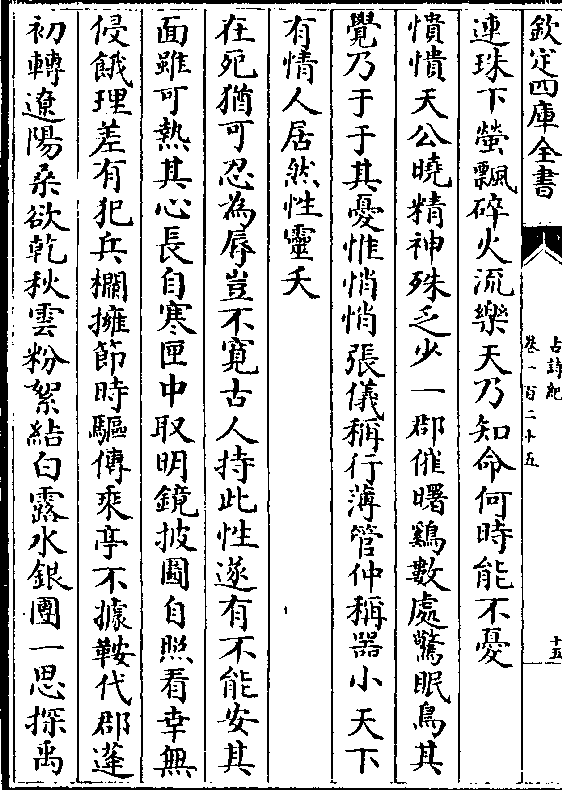 欽定四庫全書
古詩紀
卷一百二十五
十五
連珠下螢飄碎火流樂天乃知命何時能不憂
憒憒天公曉精神殊乏少一郡催曙鷄數處驚眠鳥其
覺乃于于其憂惟悄悄張儀稱行薄管仲稱器小天下
有情人居然性靈夭
在死猶可忍為辱豈不寛古人持此性遂有不能安其
面雖可熱其心長自寒匣中取明鏡披圖自照看幸無
侵餓理差有犯兵欄擁節時驅傳乘亭不據鞍代郡蓬
初轉遼陽桑欲乾秋雲粉絮結白露水銀團一思探禹